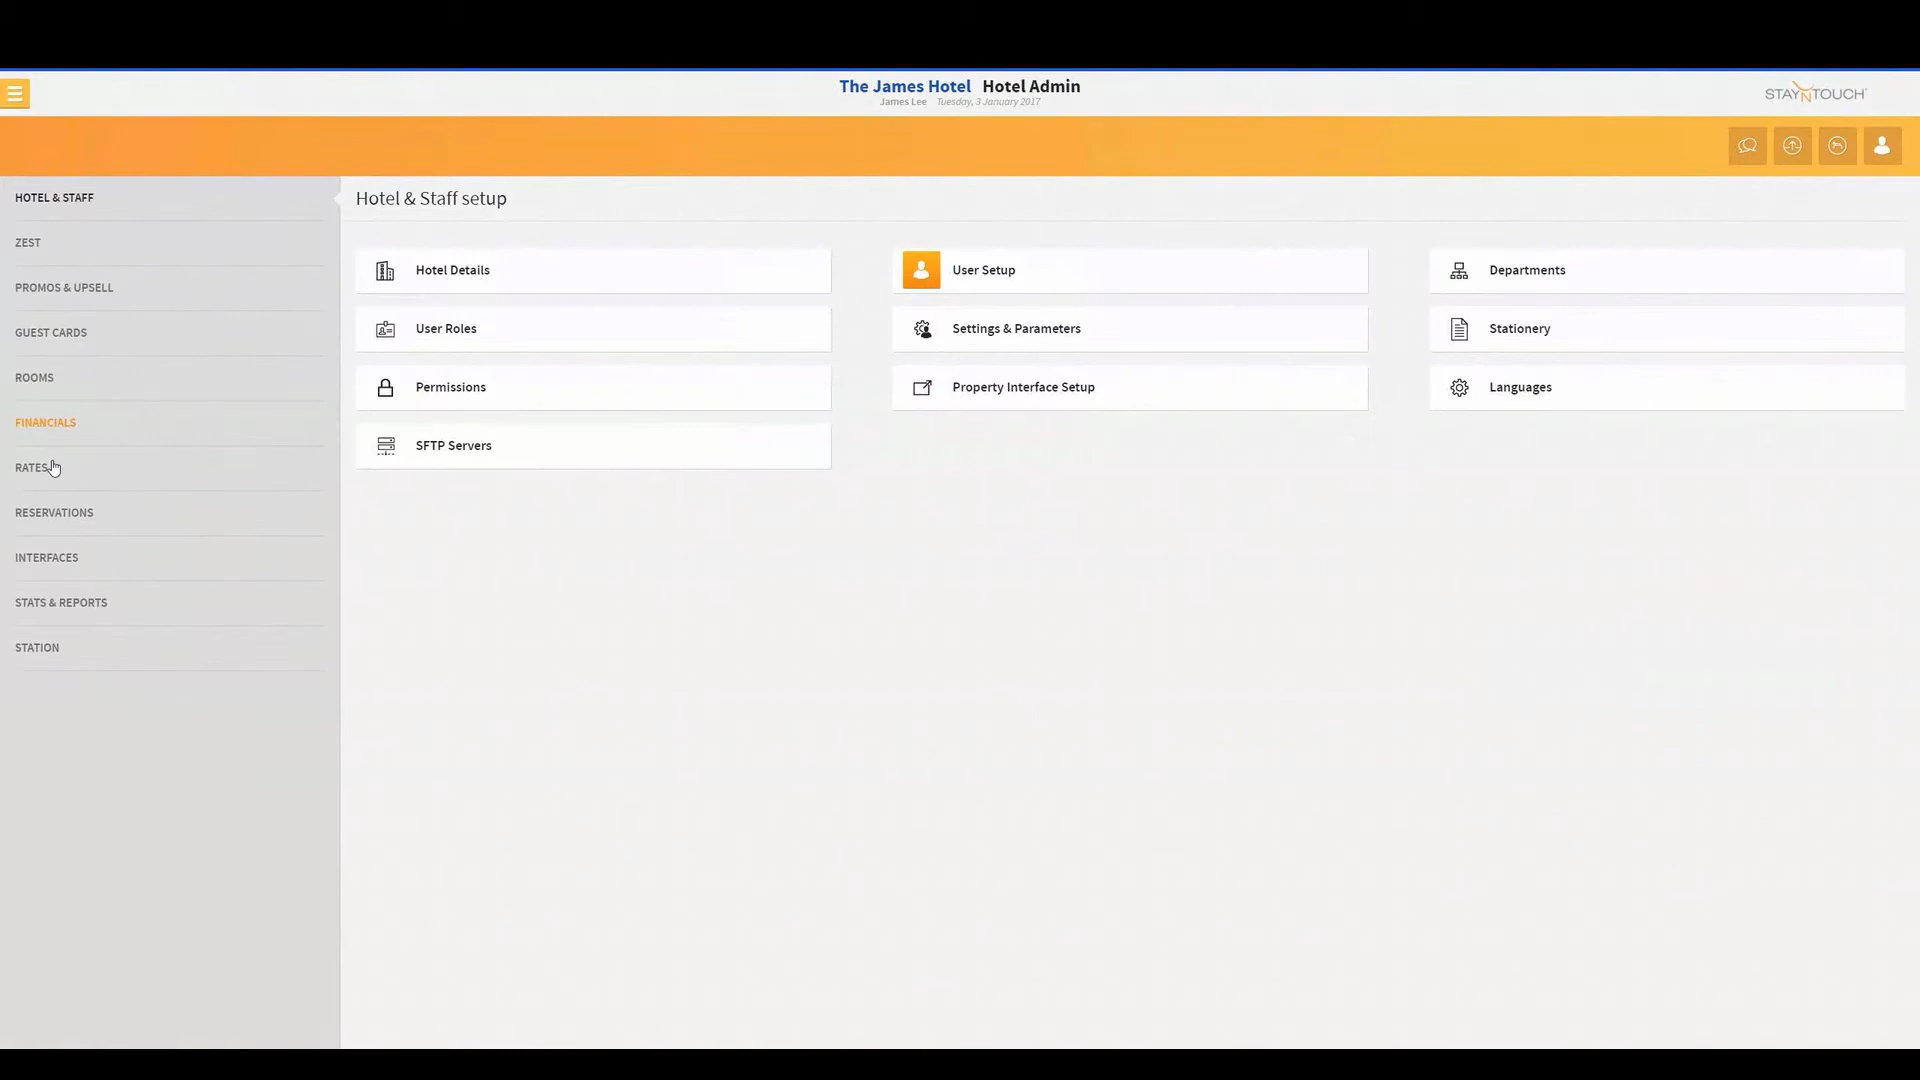 The James Hotel Hotel Admin
James Lee Tuesday, 3 January 2017
STAYNTOUCH
HOTEL & STAFF
ZEST
PROMOS & UPSELL
GUEST CARDS
ROOMS
FINANCIALS
RATES
RESERVATIONS
INTERFACES
STATS & REPORTS
STATION
Hotel & Staff setup
Hotel Details
User Setup
Departments
User Roles
Settings & Parameters
Stationery
Permissions
Property Interface Setup
Languages
SFTP Servers